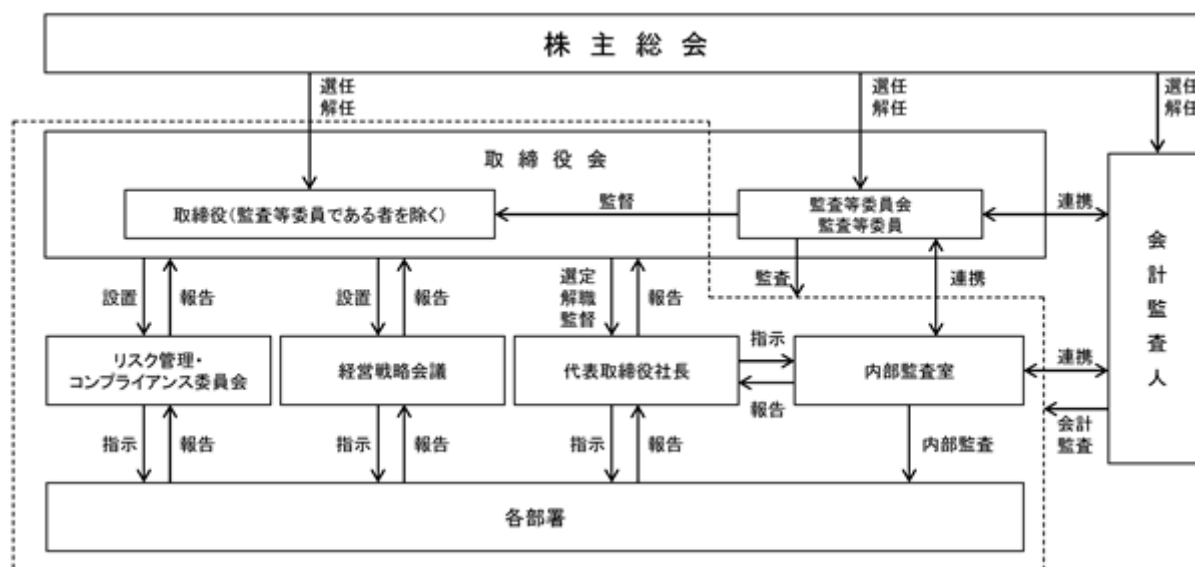 株主総会
選任
解任
選任
解任
選任
解任
取締役会
取締役(監査等委員である者を除く)
監督
監査等委員会
監査等委員
連携
会計監査人
設置
報告
設置
報告
選定
解職
監督
報告
監査
連携
リスク管理・
コンプライアンス委員会
経営戦略会議
代表取締役社長
指示
報告
内部監査室
連携
会計
監査
指示
報告
指示
報告
指示
報告
内部監査
各部署